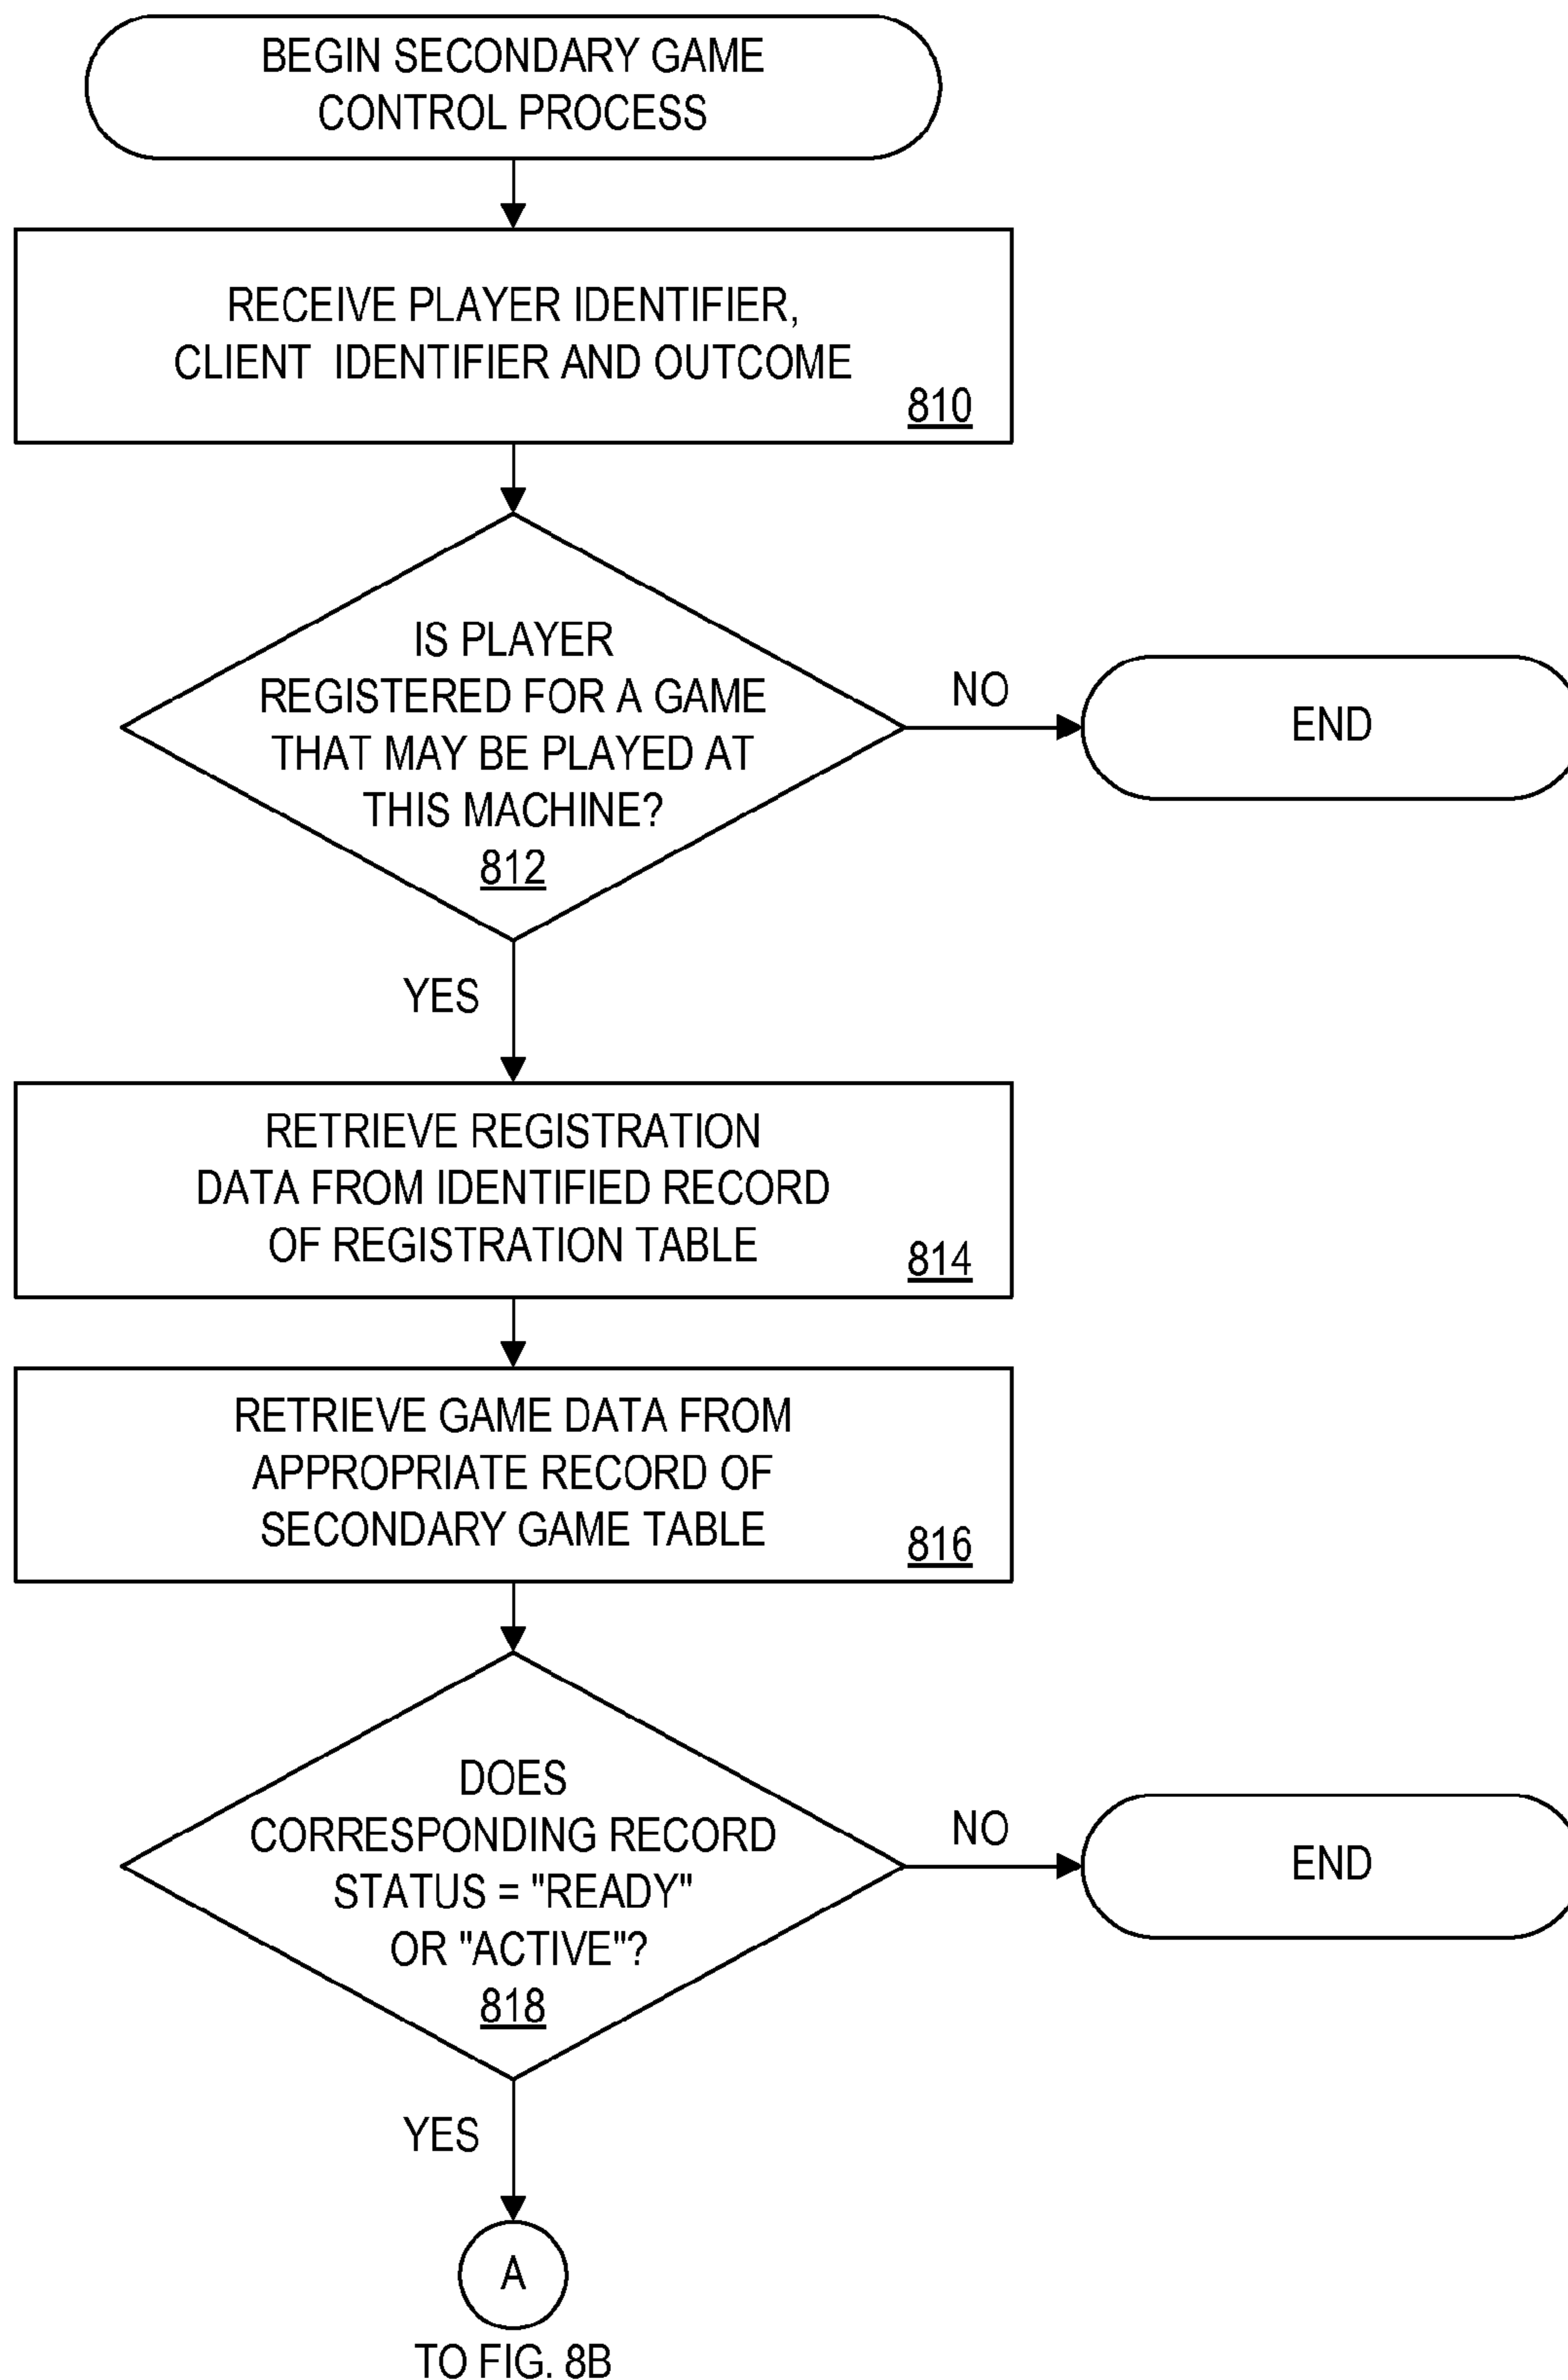 BEGIN SECONDARY GAME
CONTROL PROCESS
RECEIVE PLAYER IDENTIFIER,
CLIENT IDENTIFIER AND OUTCOME
810
IS PLAYER
REGISTERED FOR A GAME
THAT MAY BE PLAYED AT
THIS MACHINE?
812
NO
END
YES
RETRIEVE REGISTRATION
DATA FROM IDENTIFIED RECORD
OF REGISTRATION TABLE
814
RETRIEVE GAME DATA FROM
APPROPRIATE RECORD OF
SECONDARY GAME TABLE
816
DOES
CORRESPONDING RECORD
STATUS = "READY"
OR "ACTIVE"?
818
NO
END
YES
A
TO FIG. 8B